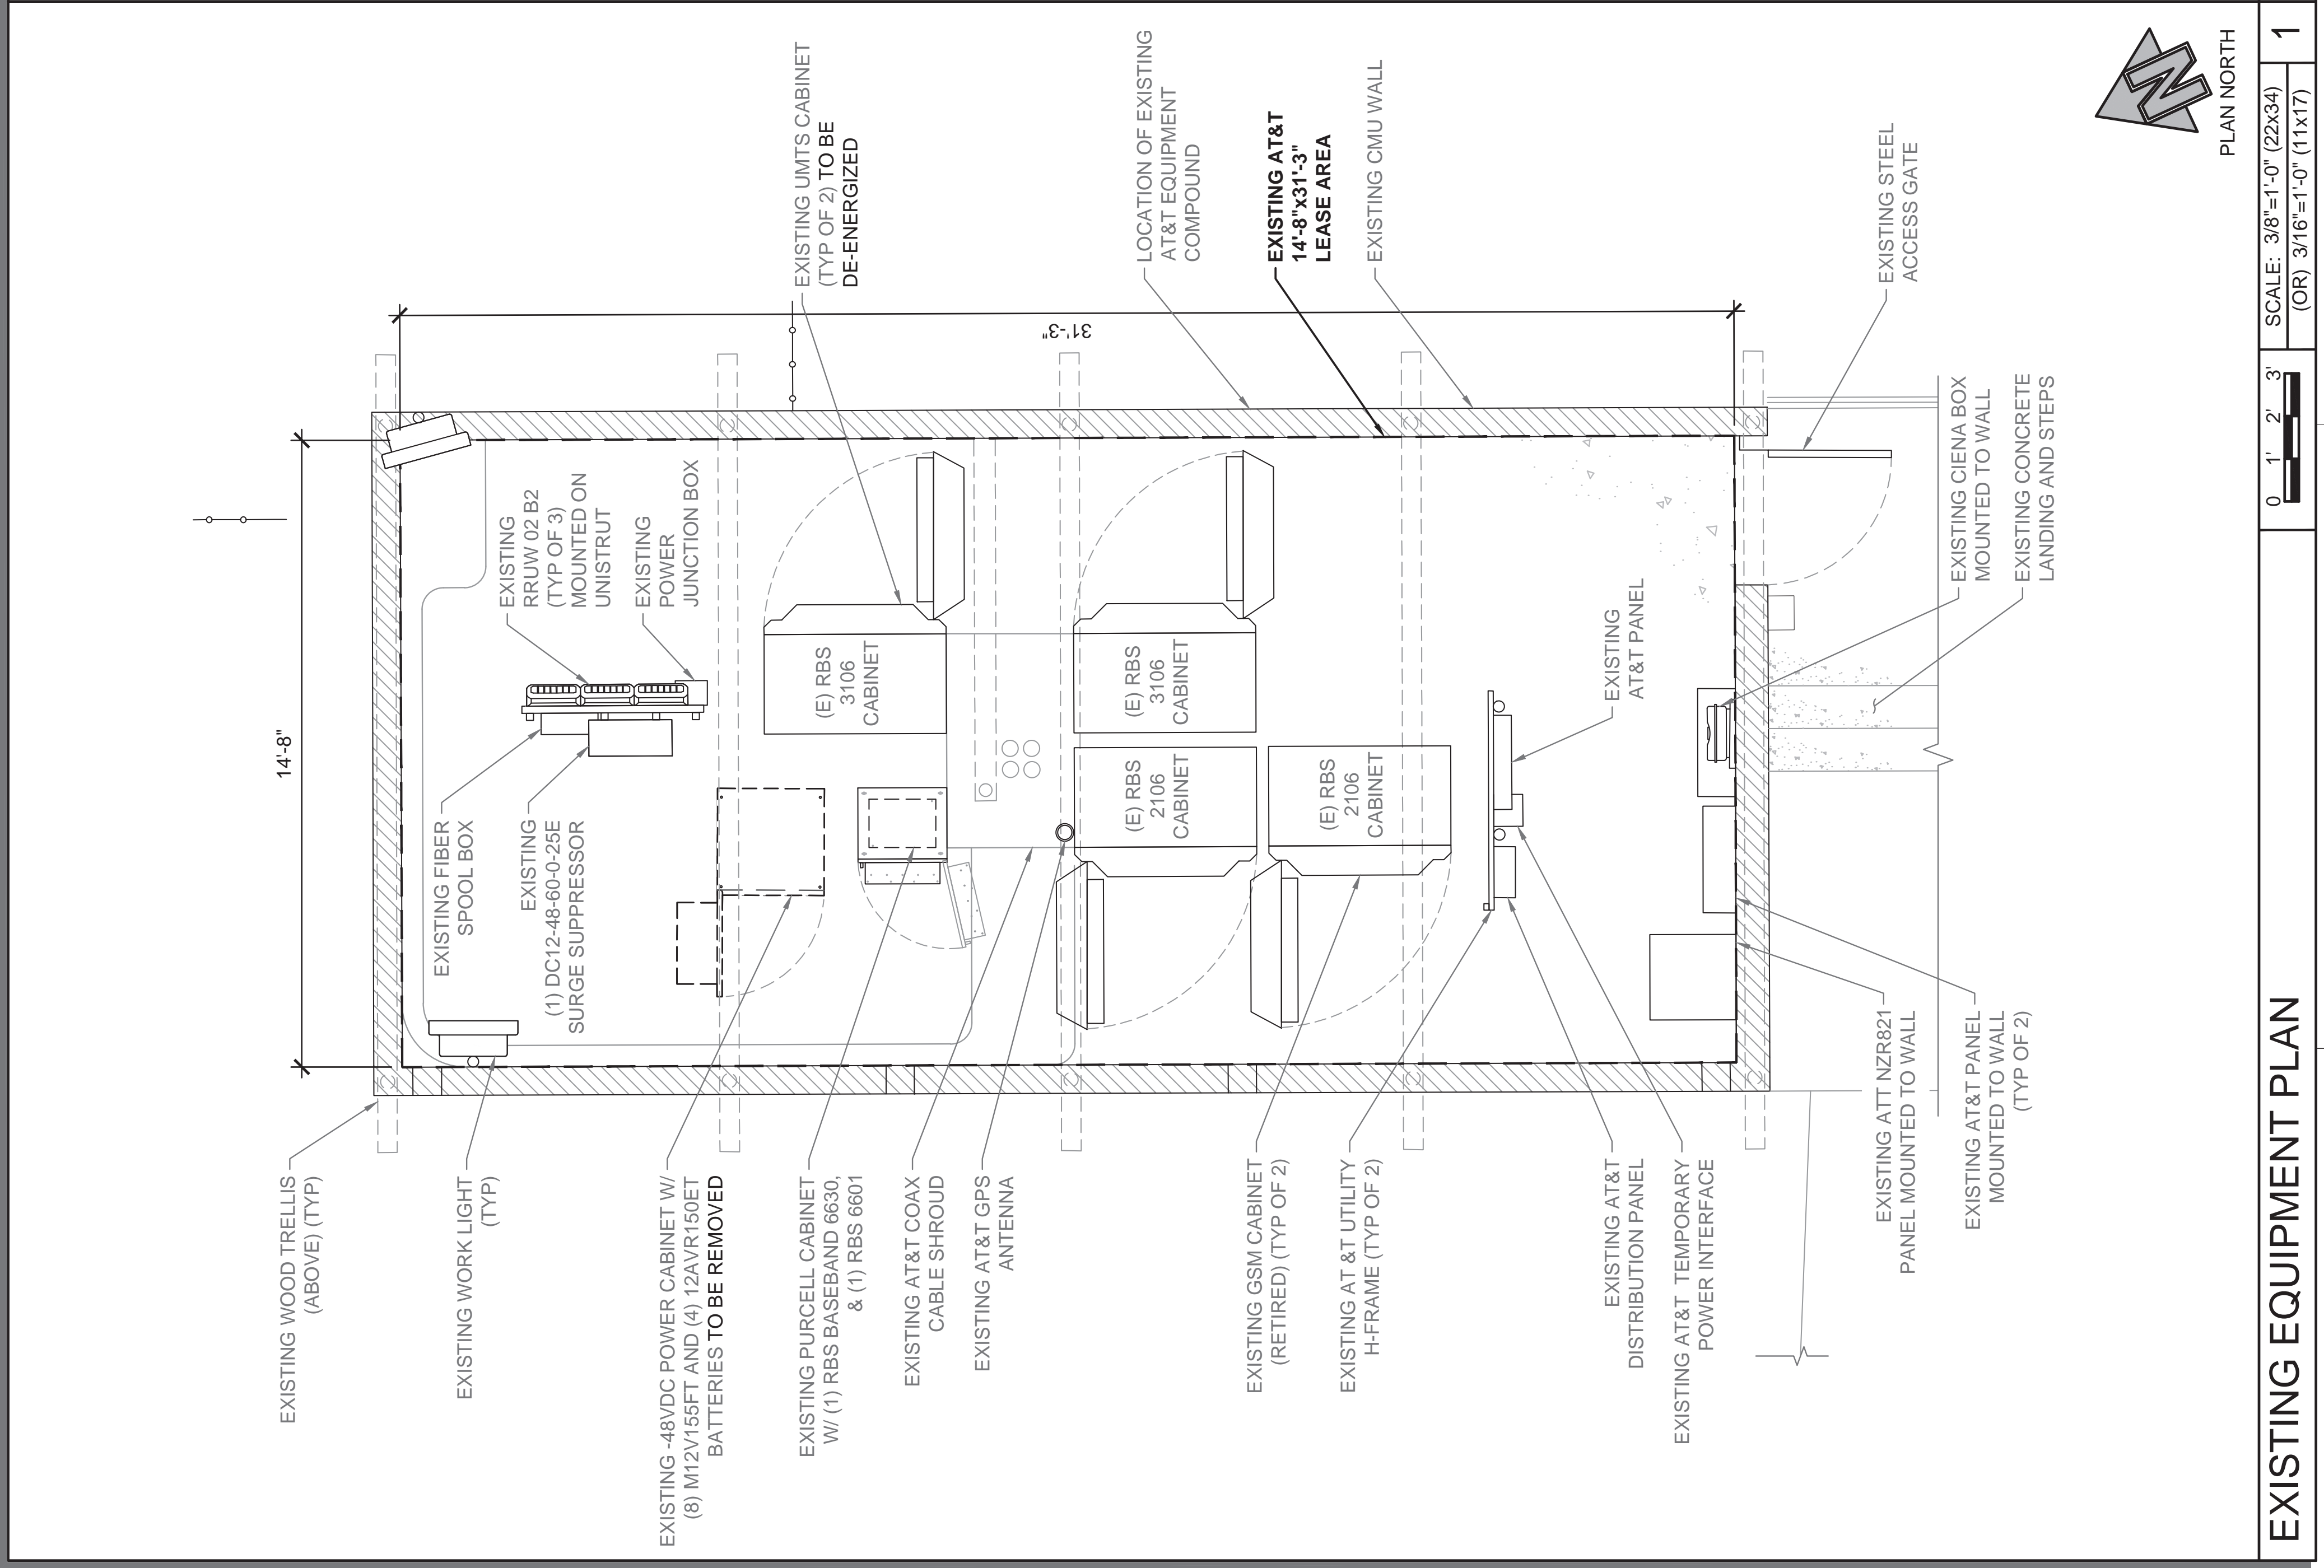 EXISTING WOOD TRELLIS
(ABOVE) (TYP)
EXISTING WORK LIGHT
(TYP)
EXISTING -48VDC POWER CABINET W/
(8) M12V155FT AND (4) 12AVR150ET
BATTERIES TO BE REMOVED
EXISTING PURCELL CABINET
W/ (1) RBS BASEBAND 6630,
& (1) RBS 6601
EXISTING AT&T COAX
CABLE SHROUD
EXISTING AT&T GPS
ANTENNA
EXISTING GSM CABINET
(RETIRED) (TYP OF 2)
EXISTING AT & T UTILITY
H-FRAME (TYP OF 2)
EXISTING AT&T
DISTRIBUTION PANEL
EXISTING AT&T TEMPORARY
POWER INTERFACE
EXISTING ATT NZR821
PANEL MOUNTED TO WALL
EXISTING AT&T PANEL
MOUNTED TO WALL
(TYP OF 2)
14'-8"
EXISTING FIBER
SPOOL BOX
EXISTING
(1) DC12-48-60-0-25E
SURGE SUPPRESSOR
EXISTING
RRUW 02 B2
(TYP OF 3)
MOUNTED ON
UNISTRUT
EXISTING
POWER
JUNCTION BOX
(E) RBS
3106
CABINET
(E) RBS
3106
CABINET
(E) RBS
2106
CABINET
(E) RBS
2106
CABINET
EXISTING
AT&T PANEL
31'-3"
EXISTING UMTS CABINET
(TYP OF 2) TO BE
DE-ENERGIZED
LOCATION OF EXISTING
AT&T EQUIPMENT
COMPOUND
EXISTING AT&T
14'-8"x31'-3"
LEASE AREA
EXISTING CMU WALL
EXISTING STEEL
ACCESS GATE
EXISTING CIENA BOX
MOUNTED TO WALL
EXISTING CONCRETE
LANDING AND STEPS
N
PLAN NORTH
EXISTING EQUIPMENT PLAN
0 1' 2' 3'
SCALE: 3/8"=1'-0" (22x34)
(OR) 3/16"=1'-0" (11x17)
1